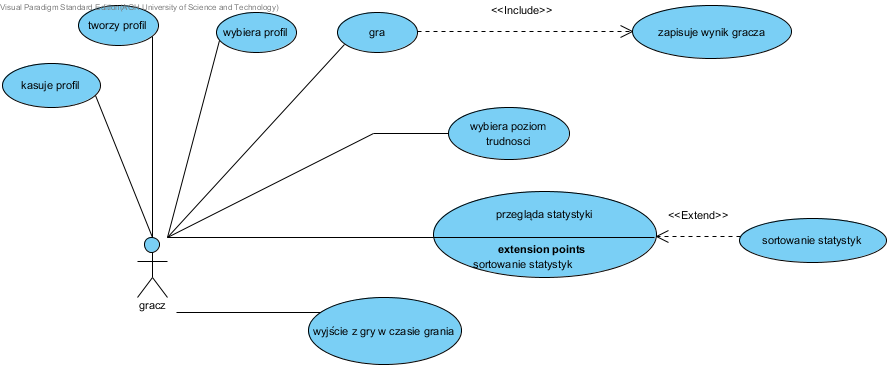 Visual Paradigm Standard Edition(AGH University of Science and Technology)
<<Include>>
tworzy profil
wybiera profil
gra
zapisuje wynik gracza
kasuje profil
wybiera poziom
trudnosci
przegląda statystyki
<<Extend>>
extension points
sortowanie statystyk
sortowanie statystyk
gracz
wyjście z gry w czasie grania